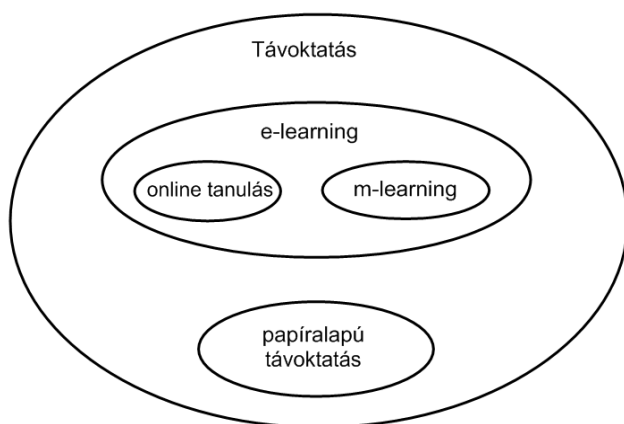 Távoktatás
e-learning
online tanulás
m-learning
papíralapú
távoktatás